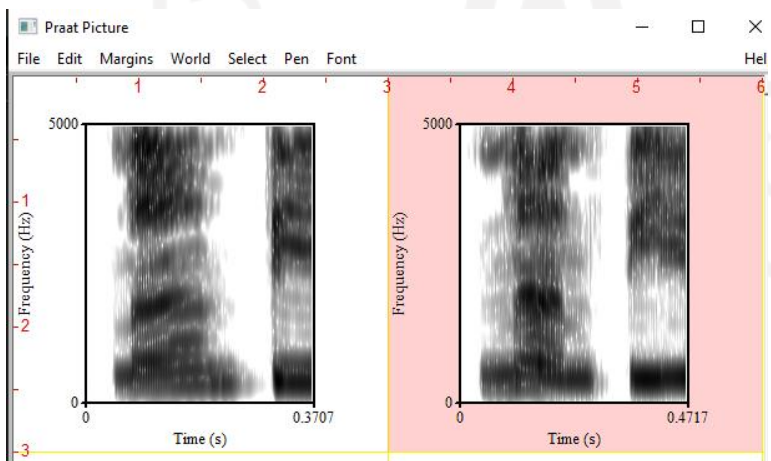 Praat Picture
File Edit Margins World Select Pen Font Hel
1 2 3 4 5 6
1
2
3
5000
Frequency (Hz)
0
0 0.3707
Time (s)
5000
Frequency (Hz)
0
0 0.4717
Time (s)